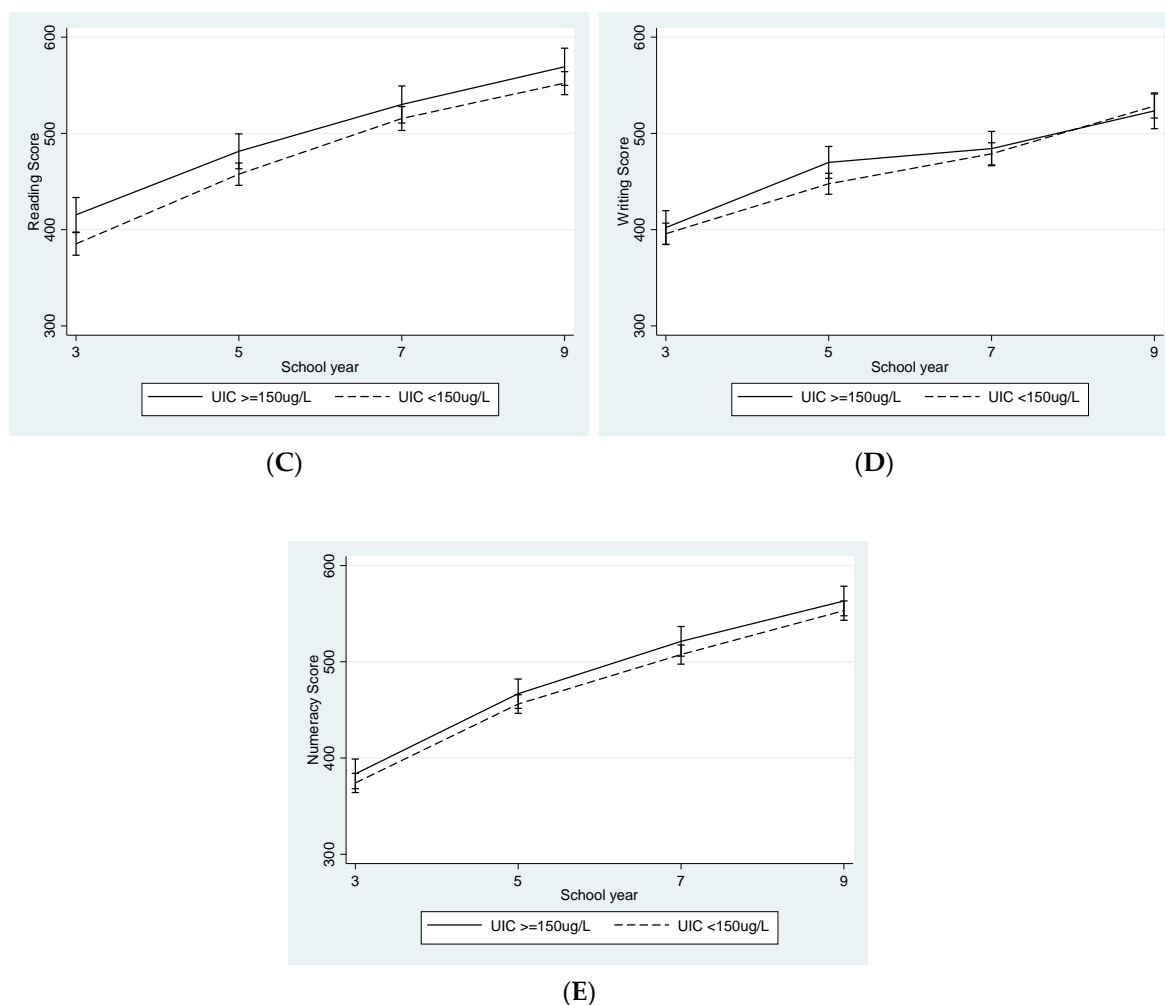 600
500
400
300
Reading Score
3 5 7 9
School year
UIC >=150ug/L UIC <150ug/L
(C)
600
500
400
300
Writing Score
3 5 7 9
School year
UIC >=150ug/L UIC <150ug/L
(D)
600
500
400
300
Numeracy Score
3 5 7 9
School year
UIC >=150ug/L UIC <150ug/L
(E)